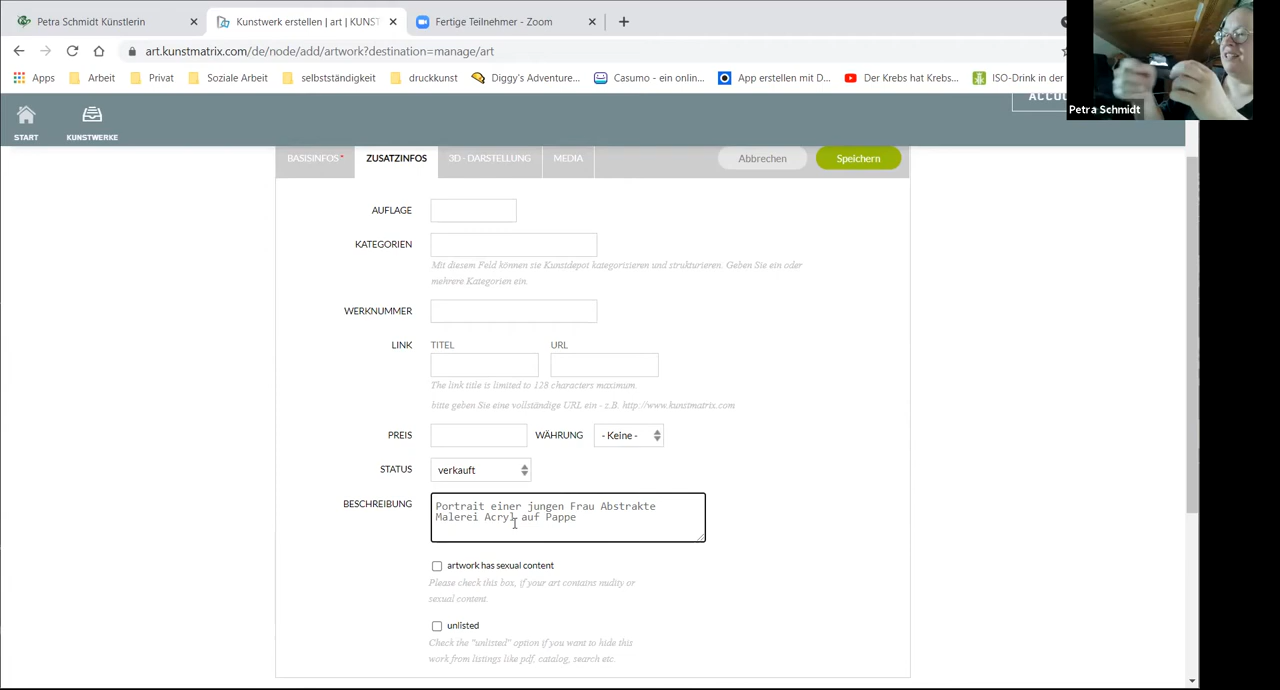 Petra Schmidt Künstlerin
Kunstwerk erstellen | art | KUNST
Fertige Teilnehmer - Zoom
art.kunstmatrix.com/de/node/add/artwork?destination=manage/art
Apps
Arbeit
Privat
Soziale Arbeit
selbstständigkeit
druckkunst
Diggy's Adventure...
Casumo - ein onlin...
App erstellen mit D...
Der Krebs hat Krebs...
ISO-Drink in der
Petra Schmidt
START
KUNSTWERKE
BASISINFOS*
ZUSATZINFOS
3D - DARSTELLUNG
MEDIA
Abbrechen
Speichern
AUFLAGE
KATEGORIEN
Mit diesem Feld können sie Kunstdepot kategorisieren und strukturieren. Geben Sie ein oder
mehrere Kategorien ein.
WERKNUMMER
LINK
TITEL
URL
The link title is limited to 128 characters maximum.
bitte geben Sie eine vollständige URL ein - z.B. http://www.kunstmatrix.com
PREIS
WÄHRUNG
- Keine -
STATUS
verkauft
BESCHREIBUNG
Portrait einer jungen Frau Abstrakte
Malerei Acryl auf Pappe
artwork has sexual content
Please check this box, if your art contains nudity or
sexual content.
unlisted
Check the "unlisted" option if you want to hide this
work from listings like pdf, catalog, search etc.